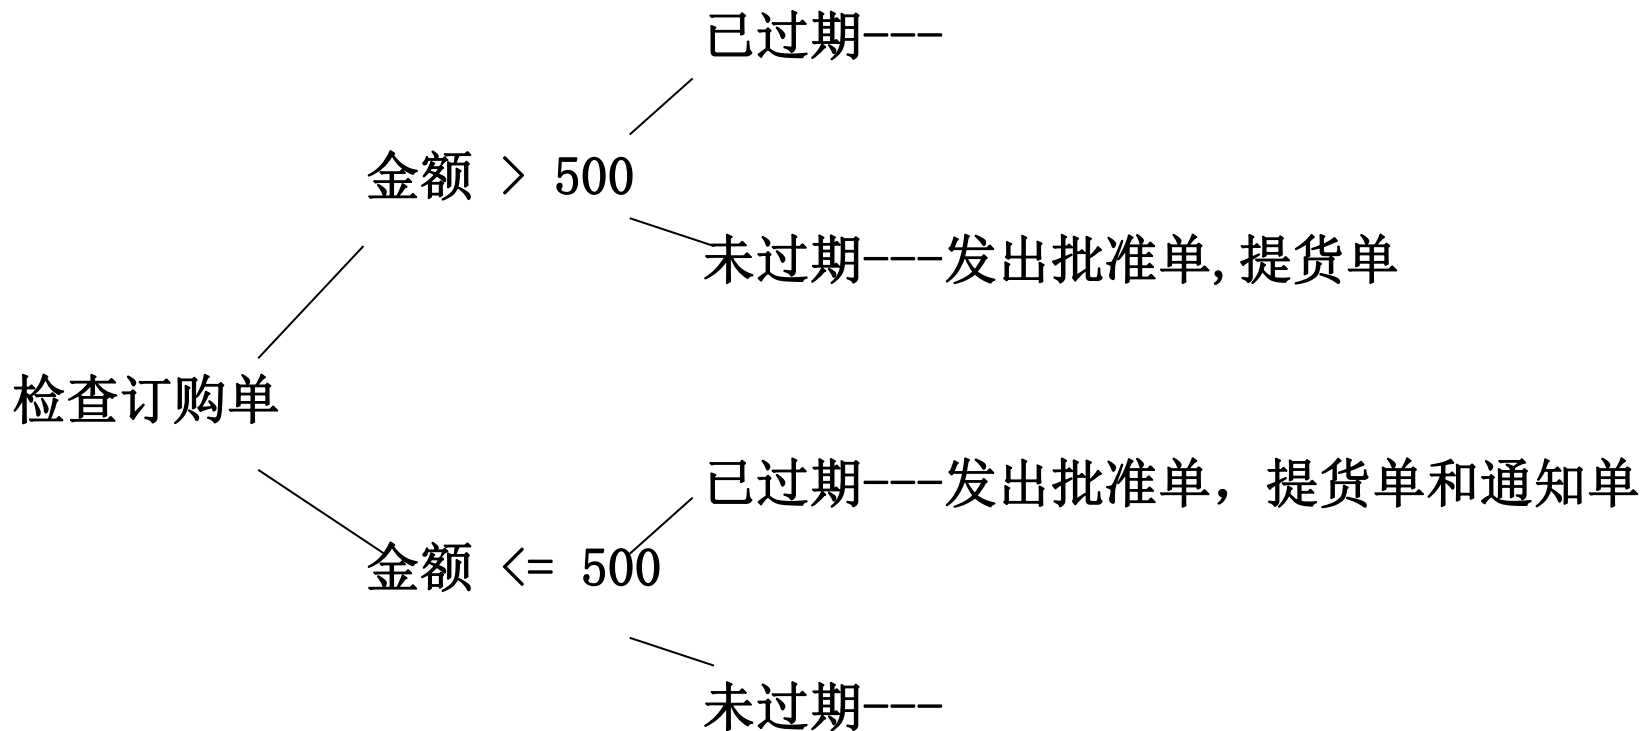 已过期---
金额 > 500
未过期---发出批准单,提货单
检查订购单
已过期---发出批准单，提货单和通知单
金额 <= 500
未过期---